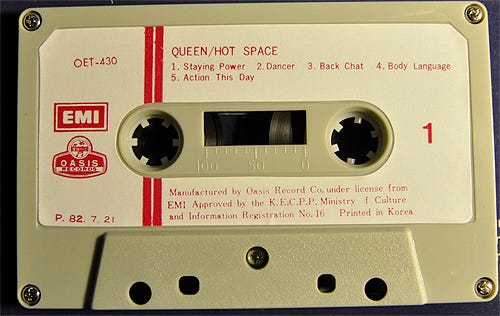 OET-430
QUEEN/HOT SPACE
1. Staying Power 2. Dancer 3. Back Chat 4. Body Language
5. Action This Day
EMI
OASIS
RECORDS
1
100 50 0
Manufactured by Oasis Record Co. under license from
EMI Approved by the K.E.C.P.P. Ministry f Culture
and Information Registration No. 16 Printed in Korea
P. 82. 7. 21